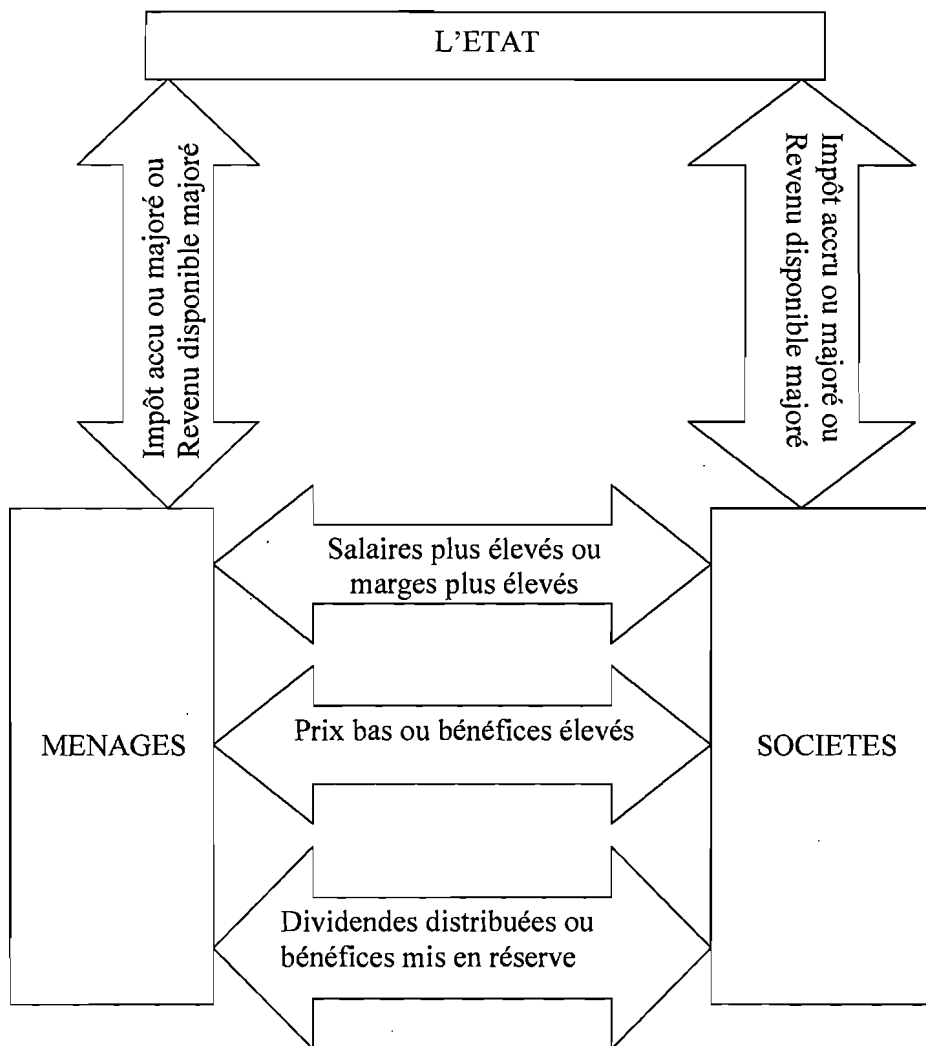 L'ETAT
Impôt accu ou majoré ou
Revenu disponible majoré
Impôt accru ou majoré ou
Revenu disponible majoré
Salaires plus élevés ou
marges plus élevés
MENAGES
Prix bas ou bénéfices élevés
SOCIETES
Dividendes distribuées ou
bénéfices mis en réserve